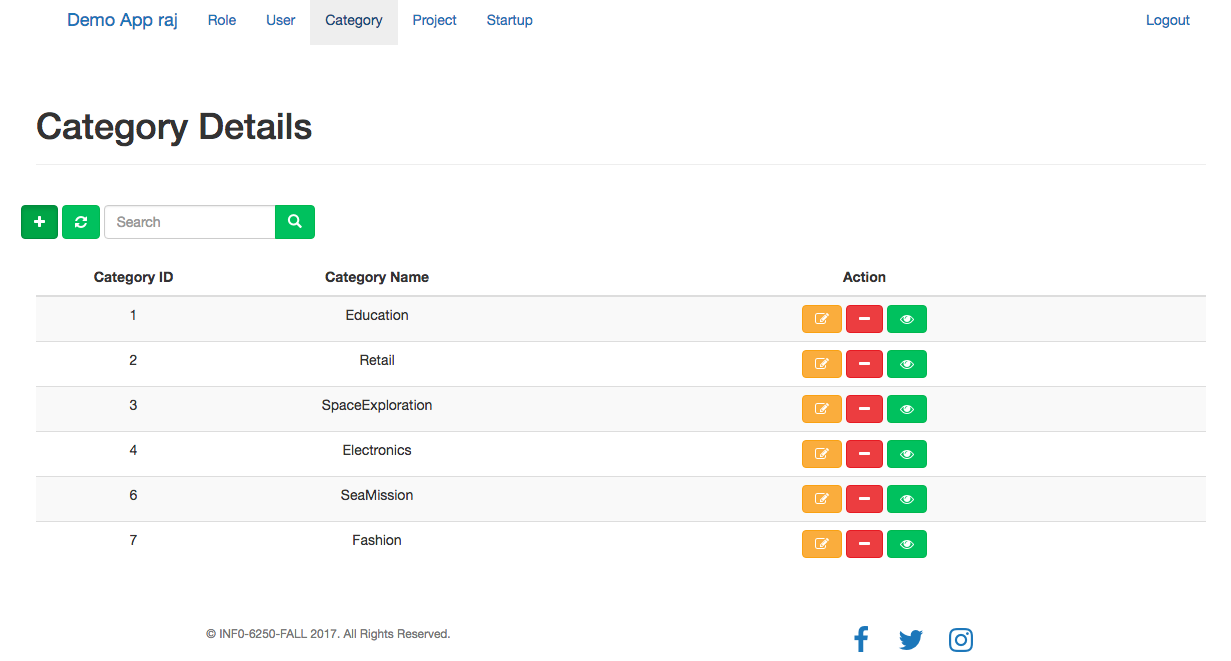 Demo App raj Role User Category Project Startup Logout
Category Details
Search
Category ID Category Name Action
1 Education
2 Retail
3 SpaceExploration
4 Electronics
6 SeaMission
7 Fashion
© INF0-6250-FALL 2017. All Rights Reserved.